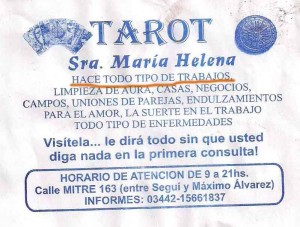 TAROT
Sra. María Helena
HACE TODO TIPO DE TRABAJOS,
LIMPIEZA DE AURA, CASAS, NEGOCIOS,
CAMPOS, UNIONES DE PAREJAS, ENDULZAMIENTOS
PARA EL AMOR, LA SUERTE EN EL TRABAJO
TODO TIPO DE ENFERMEDADES
Visítela... le dirá todo sin que usted
diga nada en la primera consulta!
HORARIO DE ATENCION DE 9 a 21hs.
Calle MITRE 163 (entre Segui y Máximo Álvarez)
INFORMES: 03442-15661837